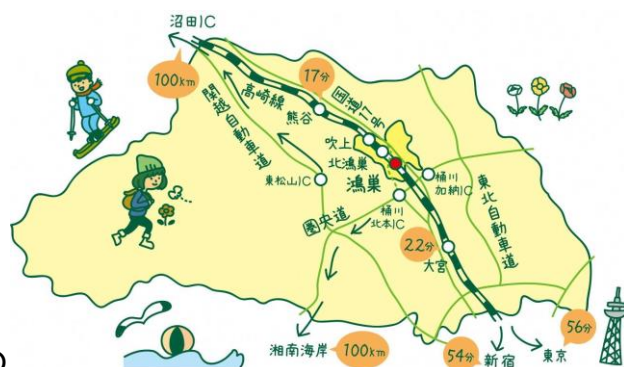 沼田IC
100km
17分
国道17号
高崎線
熊谷
関越自動車道
吹上
北鴻巣
鴻巣
東松山IC
桶川
加納IC
桶川
北本IC
圏央道
東北自動車道
22分
大宮
湘南海岸
100km
54分
新宿
56分
東京